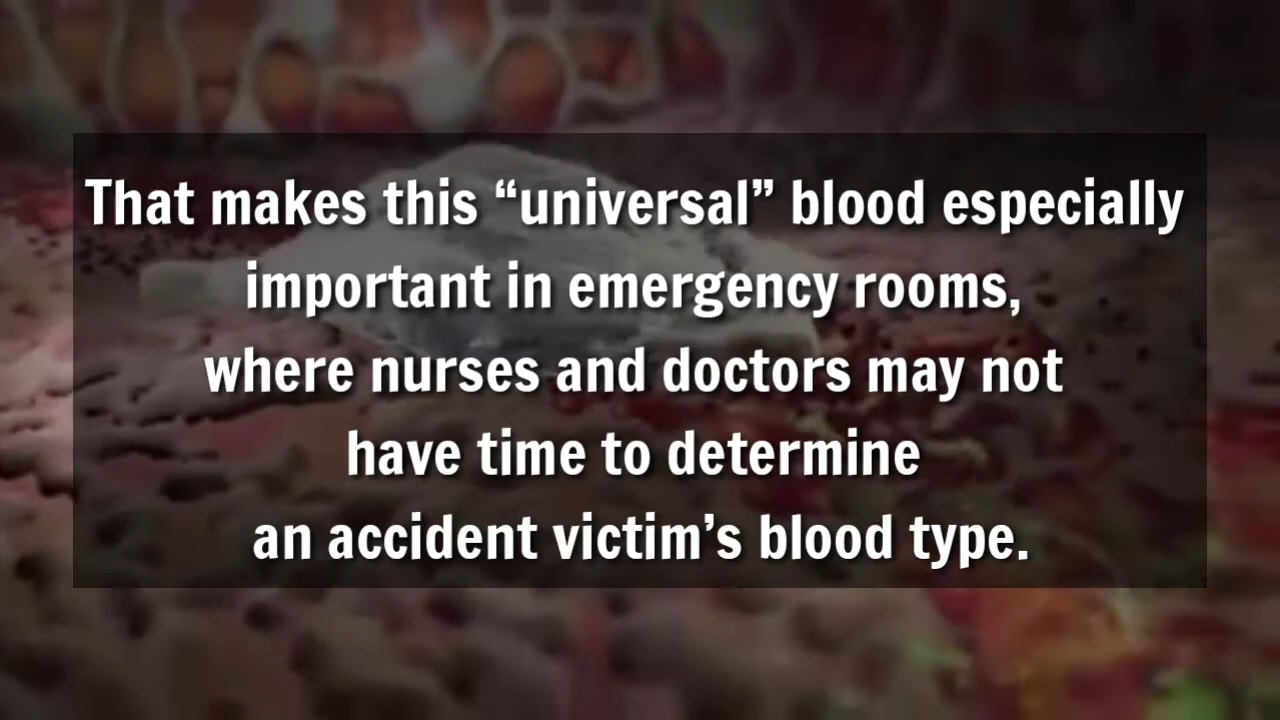 That makes this “universal” blood especially
important in emergency rooms,
where nurses and doctors may not
have time to determine
an accident victim’s blood type.